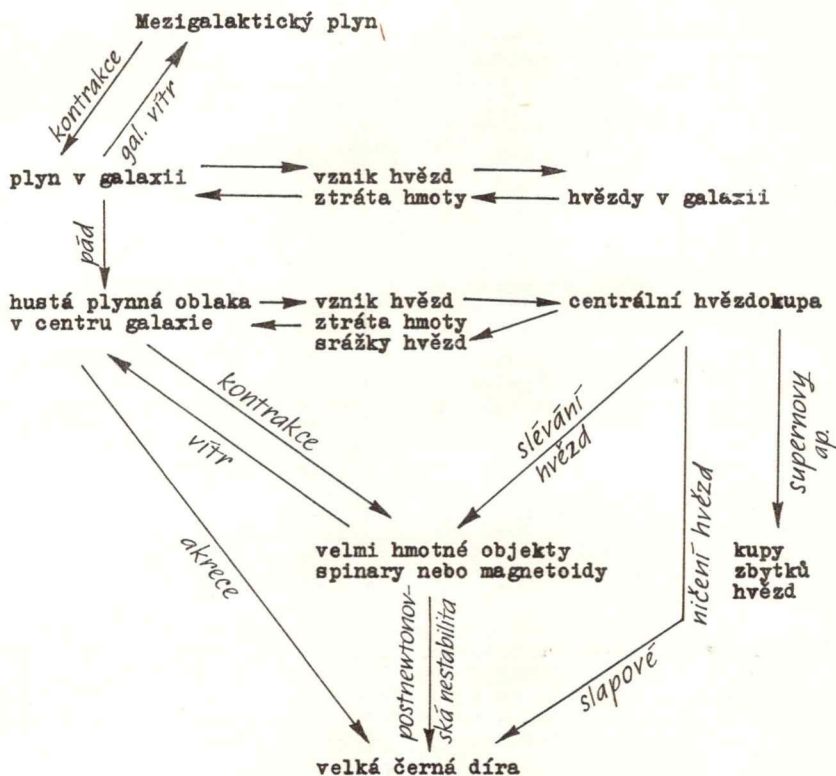 Mezigalaktický plyn
kontrakce
gal. vítr
plyn v galaxii
vznik hvězd
ztráta hmoty
hvězdy v galaxii
pád
hustá plynná oblaka
v centru galaxie
vznik hvězd
ztráta hmoty
srážky hvězd
centrální hvězdokupa
kontrakce
vítr
akrece
slévání
hvězd
ničení hvězd
slapové
supernovy
ap.
velmi hmotné objekty
spinary nebo magnetoidy
kupy
zbytků
hvězd
postnewtonov-
ská nestabilita
velká černá díra